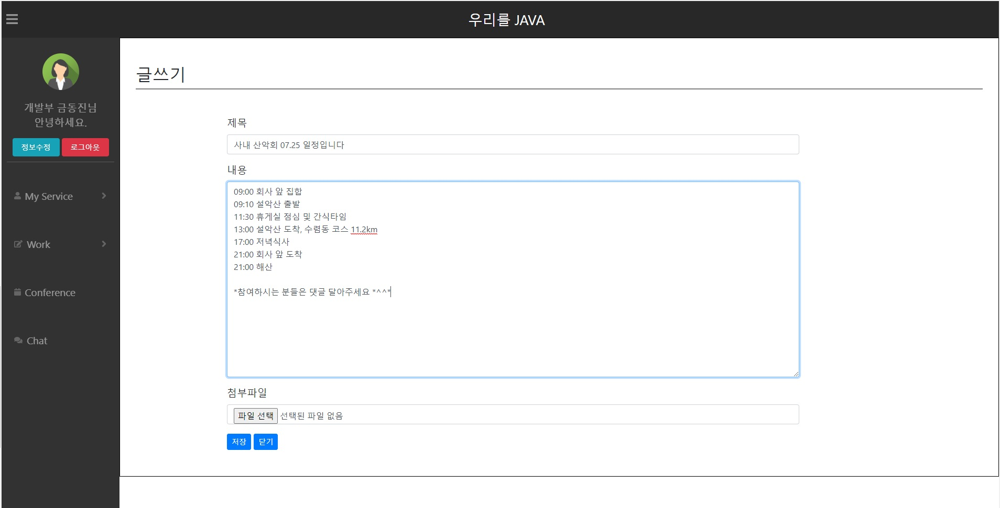 우리를 JAVA
개발부 금동진님
안녕하세요.
정보수정 로그아웃
My Service
Work
Conference
Chat
글쓰기
제목
사내 산악회 07.25 일정입니다
내용
09:00 회사 앞 집합
09:10 설악산 출발
11:30 휴게실 점심 및 간식타임
13:00 설악산 도착, 수렴동 코스 11.2km
17:00 저녁식사
21:00 회사 앞 도착
21:00 해산
*참여하시는 분들은 댓글 달아주세요 *^^*
첨부파일
파일 선택 선택된 파일 없음
저장 닫기